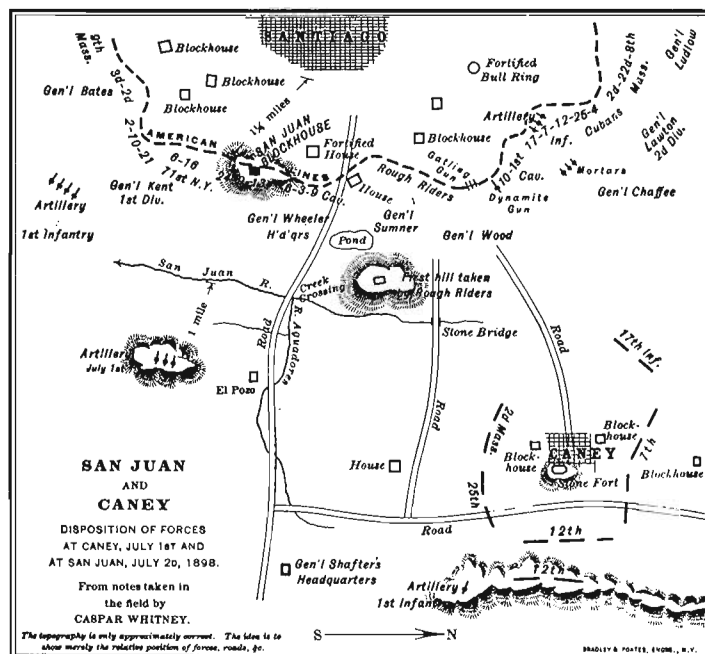 SANTIAGO
9th
Mass.
3d-2d
Gen'l Bates
2-10-21
Blockhouse
Blockhouse
Blockhouse
1¼ miles
AMERICAN
LINES
6-16
71st N.Y.
SAN JUAN
BLOCKHOUSE
Fortified
House
Gen'l Kent
1st Div.
Artillery
1st Infantry
Gen'l Wheeler
H'd'qrs
House
Gen'l
Sumner
Rough Riders
Gatling
Gun
Blockhouse
Fortified
Bull Ring
Artillery
17-7-12-25-4
Inf.
Cubans
2d-22d-8th
Mass.
Gen'l
Ludlow
Gen'l
Lawton
2d Div.
10-1st
Cav.
Dynamite
Gun
Mortars
Gen'l Chaffee
Gen'l Wood
Pond
San Juan R.
Creek
Crossing
First hill taken
by Rough Riders
R. Aguadores
1 mile
Road
Stone Bridge
Road
Road
17th Inf.
Artillery
July 1st
El Pozo
House
2d Mass.
25th
Block-
house
CANEY
Block-
house
Stone Fort
7th
Blockhouse
Road
12th
12th
Gen'l Shafter's
Headquarters
Artillery
1st Infantry
SAN JUAN
AND
CANEY
DISPOSITION OF FORCES
AT CANEY, JULY 1ST AND
AT SAN JUAN, JULY 2D, 1898.
From notes taken in
the field by
CASPAR WHITNEY.
The topography is only approximately correct. The idea is to
show merely the relative position of forces, roads, &c.
S N
BRADLEY & POATES, ENGRS., N.Y.